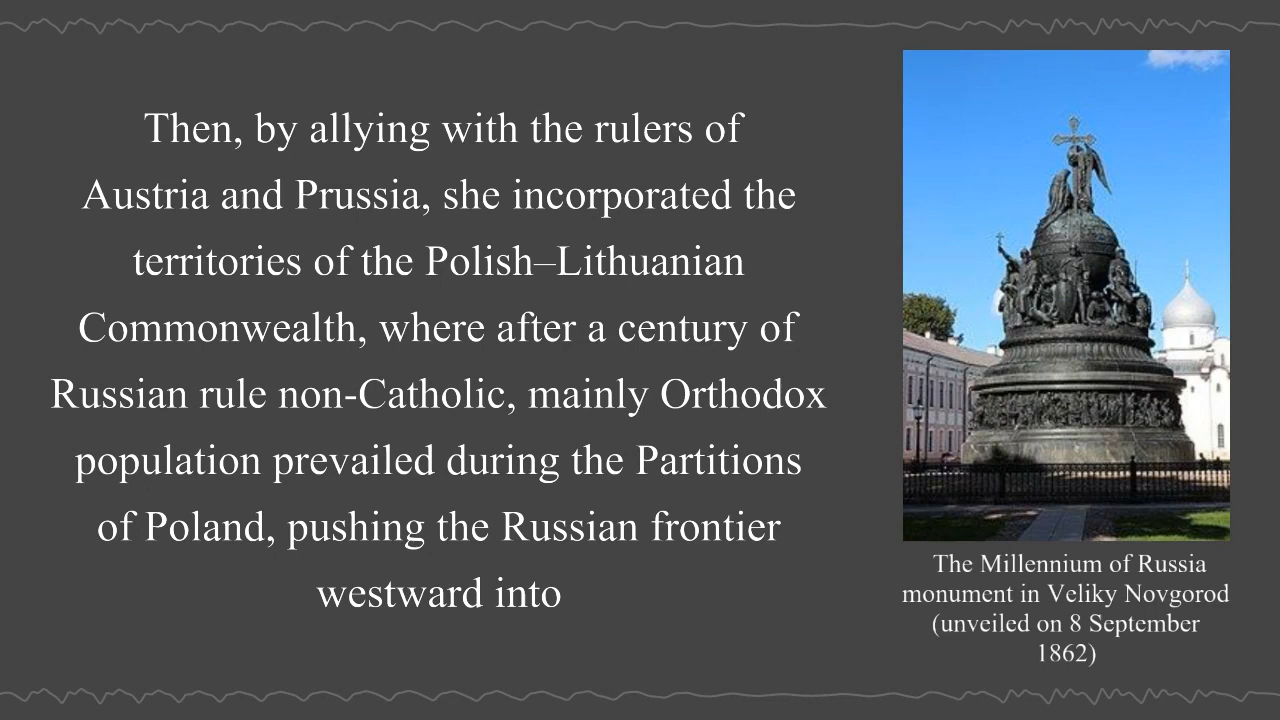 Then, by allying with the rulers of
Austria and Prussia, she incorporated the
territories of the Polish–Lithuanian
Commonwealth, where after a century of
Russian rule non-Catholic, mainly Orthodox
population prevailed during the Partitions
of Poland, pushing the Russian frontier
westward into
The Millennium of Russia
monument in Veliky Novgorod
(unveiled on 8 September
1862)